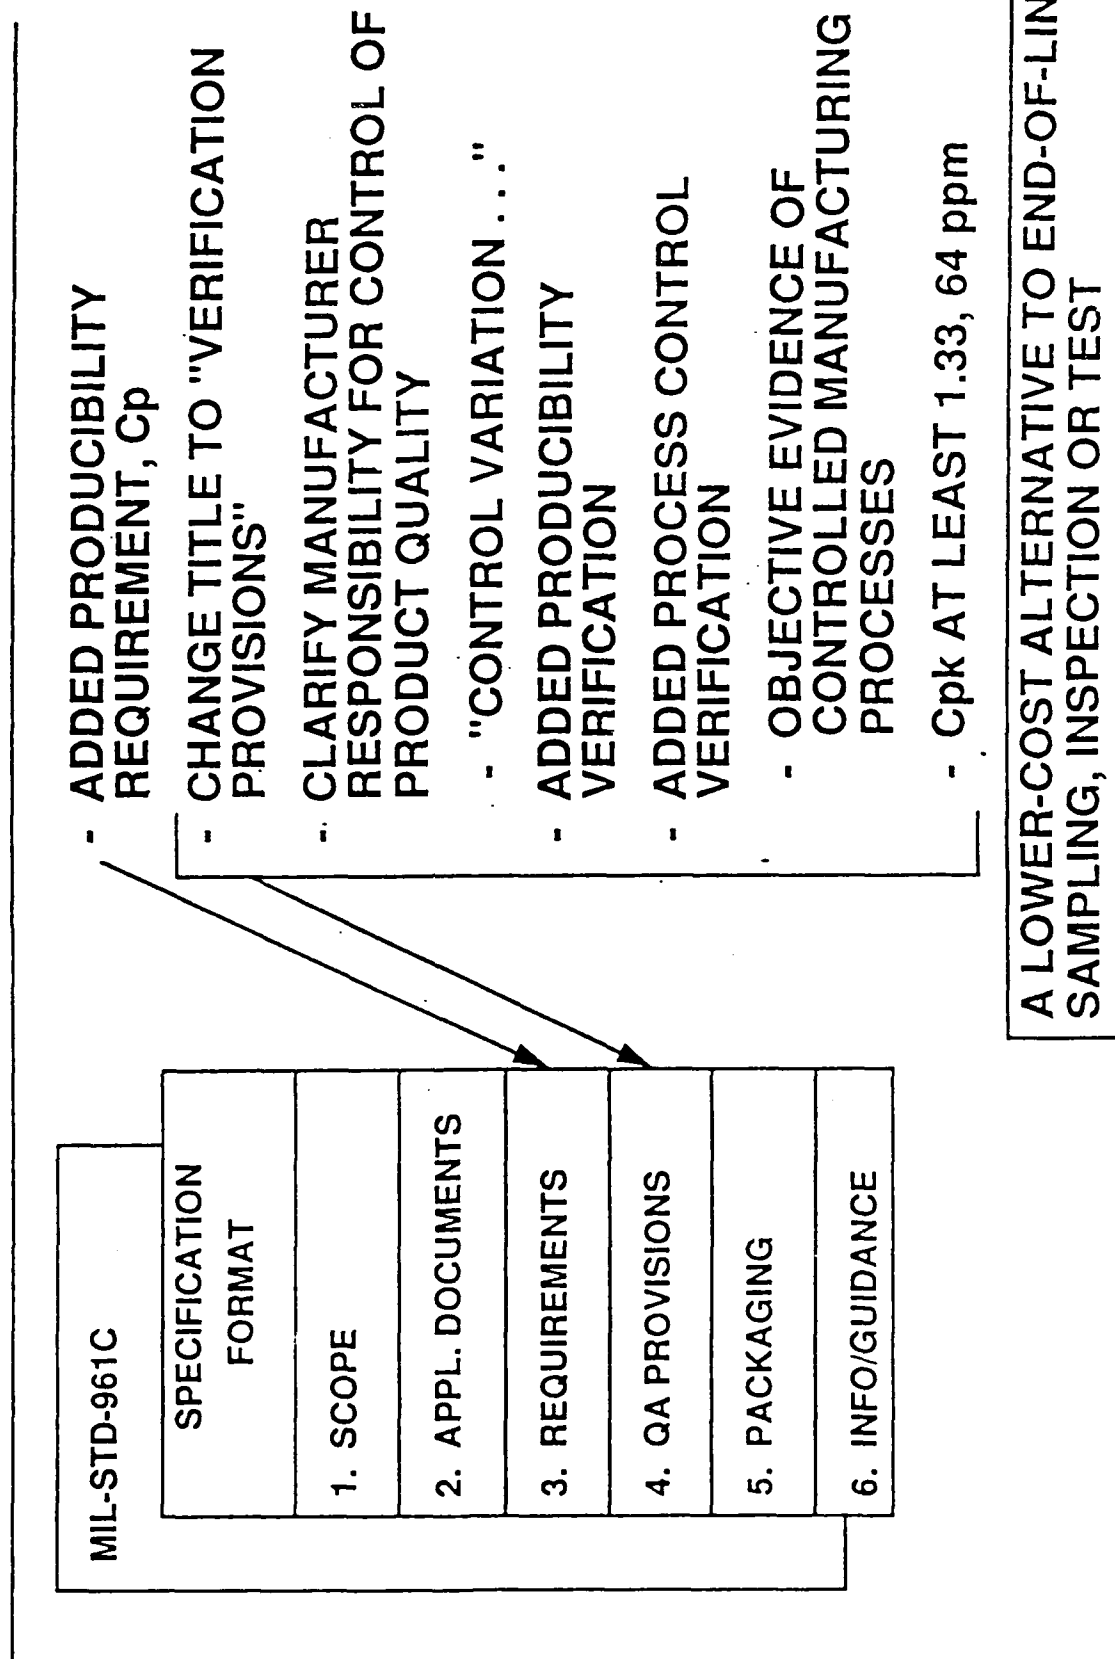 MIL-STD-961C
SPECIFICATION
FORMAT
1. SCOPE
2. APPL. DOCUMENTS
3. REQUIREMENTS
4. QA PROVISIONS
5. PACKAGING
6. INFO/GUIDANCE
- ADDED PRODUCIBILITY
REQUIREMENT, Cp
- CHANGE TITLE TO "VERIFICATION
PROVISIONS"
- CLARIFY MANUFACTURER
RESPONSIBILITY FOR CONTROL OF
PRODUCT QUALITY
- "CONTROL VARIATION . . ."
- ADDED PRODUCIBILITY
VERIFICATION
- ADDED PROCESS CONTROL
VERIFICATION
- OBJECTIVE EVIDENCE OF
CONTROLLED MANUFACTURING
PROCESSES
- Cpk AT LEAST 1.33, 64 ppm
A LOWER-COST ALTERNATIVE TO END-OF-LIN
SAMPLING, INSPECTION OR TEST